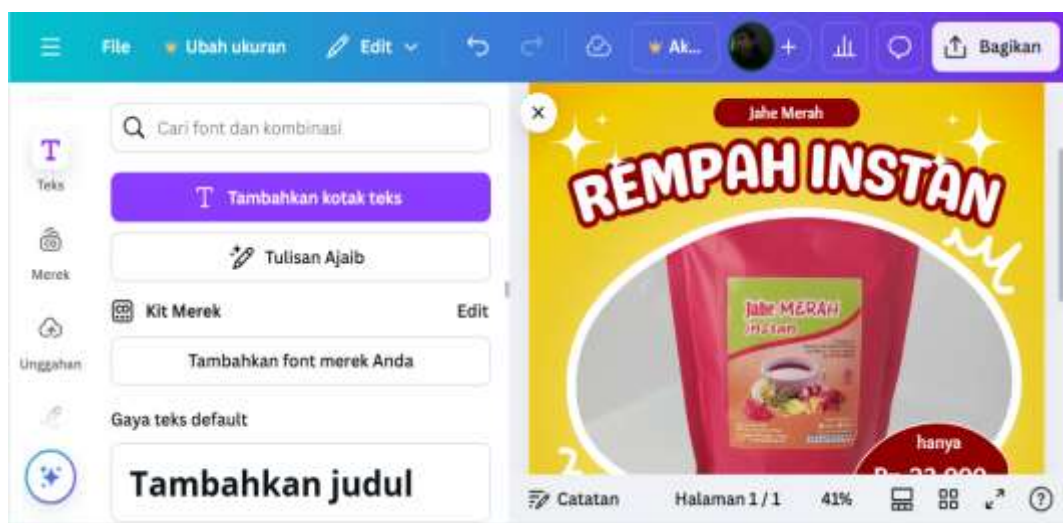 File
Ubah ukuran
Edit
Ak...
Bagikan
Teks
Merek
Unggahan
Cari font dan kombinasi
Tambahkan kotak teks
Tulisan Ajaib
Kit Merek
Edit
Tambahkan font merek Anda
Gaya teks default
Tambahkan judul
Jahe Merah
REMPAH INSTAN
Jahe MERAH
instan
hanya
Catatan
Halaman 1 / 1
41%